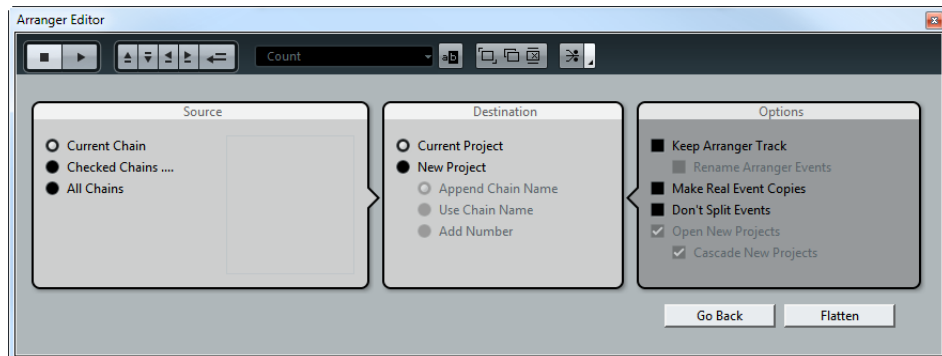 Arranger Editor
Count
ab
Source
Current Chain
Checked Chains ....
All Chains
Destination
Current Project
New Project
Append Chain Name
Use Chain Name
Add Number
Options
Keep Arranger Track
Rename Arranger Events
Make Real Event Copies
Don't Split Events
Open New Projects
Cascade New Projects
Go Back
Flatten